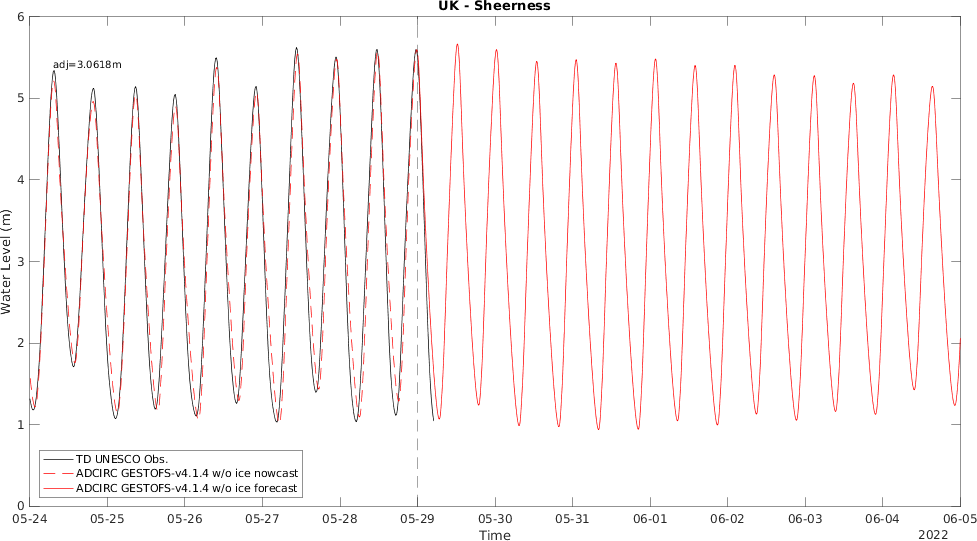 UK - Sheerness
adj=3.0618m
6
5
4
3
2
1
0
Water Level (m)
TD UNESCO Obs.
ADCIRC GESTOFS-v4.1.4 w/o ice nowcast
ADCIRC GESTOFS-v4.1.4 w/o ice forecast
05-24 05-25 05-26 05-27 05-28 05-29 05-30 05-31 06-01 06-02 06-03 06-04 06-05
Time
2022